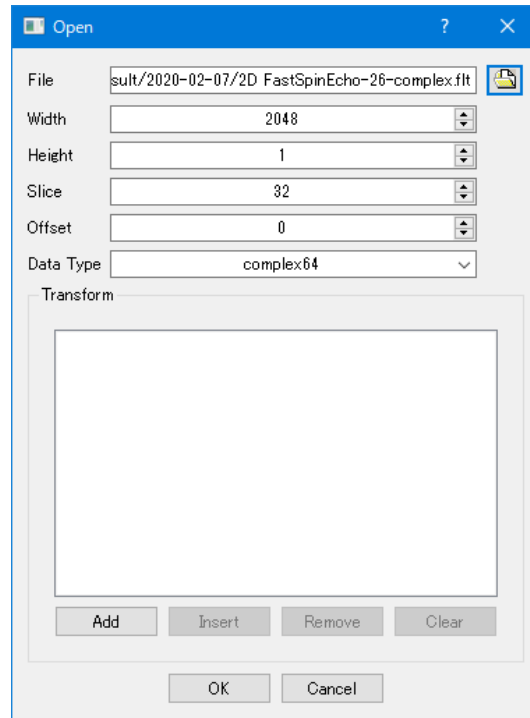 Open
File sult/2020-02-07/2D FastSpinEcho-26-complex.flt
Width 2048
Height 1
Slice 32
Offset 0
Data Type complex64
Transform
Add Insert Remove Clear
OK Cancel